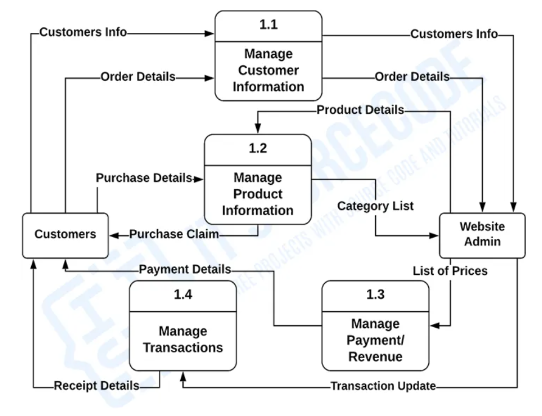 1.1
Customers Info
Customers Info
Manage
Customer
Information
Order Details
Order Details
Product Details
1.2
Purchase Details
Manage
Product
Information
Category List
Customers
Purchase Claim
Website
Admin
Payment Details
List of Prices
1.4
1.3
Manage
Transactions
Manage
Payment/
Revenue
Receipt Details
Transaction Update